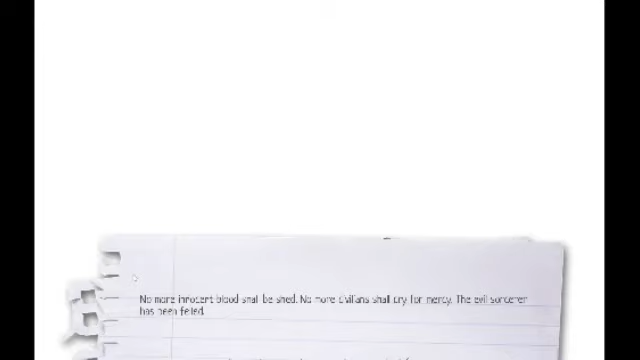 No more innocent blood shall be shed. No more civilians shall cry for mercy. The evil sorcerer
has been felled.